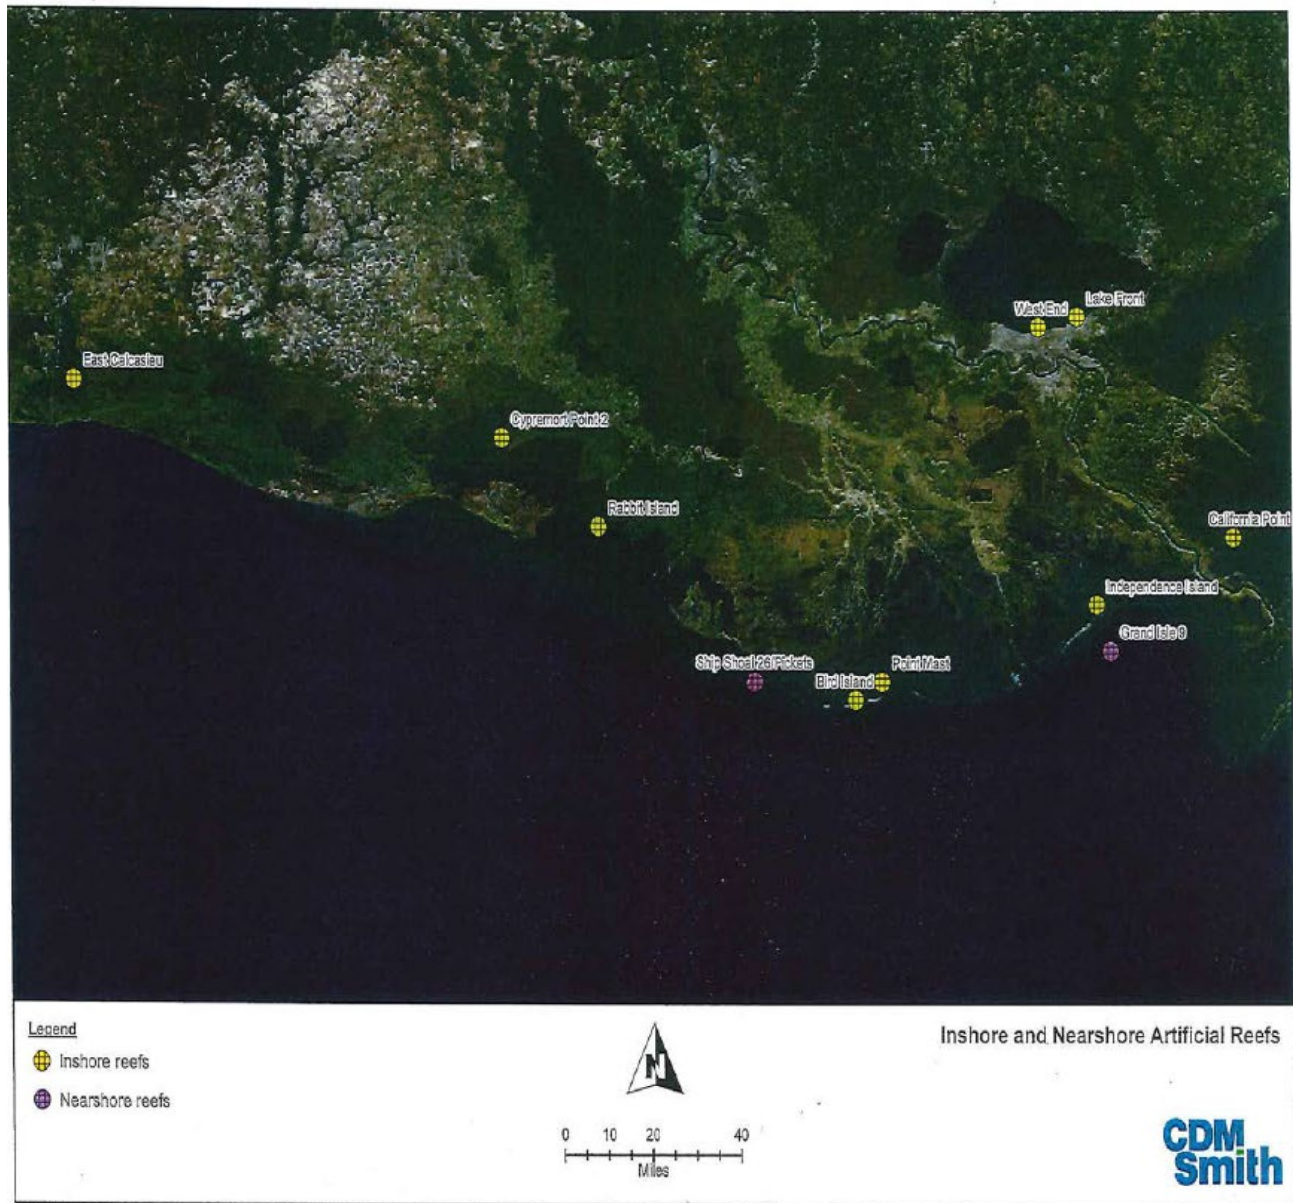 Lake Front
West End
East Calcasieu
Cypremort Point 2
Rabbit Island
California Point
Independence Island
Grand Isle 9
Ship Shoal 26/Pickets
Point Mast
Bird Island
Legend
Inshore reefs
Nearshore reefs
N
0 10 20 40
Miles
Inshore and Nearshore Artificial Reefs
CDM
Smith